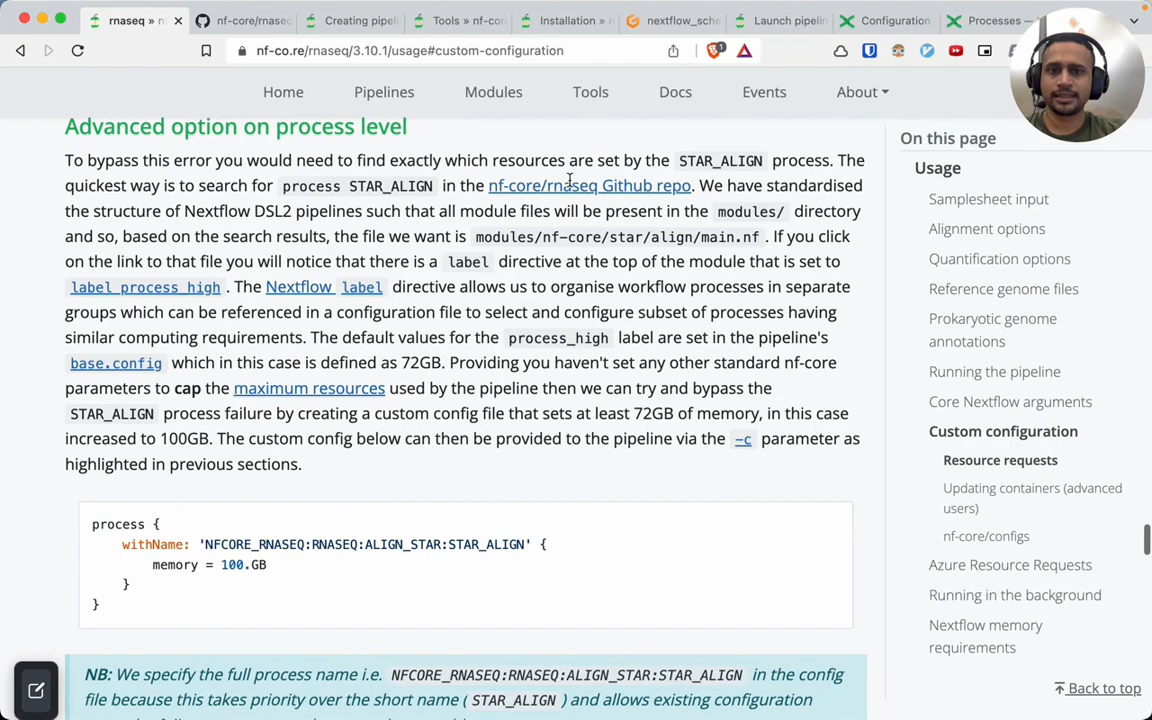 rnaseq » n
nf-core/rnase
Creating pipel
Tools » nf-co
Installation » n
nextflow_sche
Launch pipelin
Configuration
Processes —
nf-co.re/rnaseq/3.10.1/usage#custom-configuration
1
Home Pipelines Modules Tools Docs Events About
Advanced option on process level
To bypass this error you would need to find exactly which resources are set by the STAR_ALIGN process. The
quickest way is to search for process STAR_ALIGN in the nf-core/rnaseq Github repo. We have standardised
the structure of Nextflow DSL2 pipelines such that all module files will be present in the modules/ directory
and so, based on the search results, the file we want is modules/nf-core/star/align/main.nf. If you click
on the link to that file you will notice that there is a label directive at the top of the module that is set to
label process_high. The Nextflow label directive allows us to organise workflow processes in separate
groups which can be referenced in a configuration file to select and configure subset of processes having
similar computing requirements. The default values for the process_high label are set in the pipeline's
base.config which in this case is defined as 72GB. Providing you haven't set any other standard nf-core
parameters to cap the maximum resources used by the pipeline then we can try and bypass the
STAR_ALIGN process failure by creating a custom config file that sets at least 72GB of memory, in this case
increased to 100GB. The custom config below can then be provided to the pipeline via the -c parameter as
highlighted in previous sections.
process {
withName: 'NFCORE_RNASEQ:RNASEQ:ALIGN_STAR:STAR_ALIGN' {
memory = 100.GB
}
}
NB: We specify the full process name i.e. NFCORE_RNASEQ:RNASEQ:ALIGN_STAR:STAR_ALIGN in the config
file because this takes priority over the short name (STAR_ALIGN) and allows existing configuration
On this page
Usage
Samplesheet input
Alignment options
Quantification options
Reference genome files
Prokaryotic genome
annotations
Running the pipeline
Core Nextflow arguments
Custom configuration
Resource requests
Updating containers (advanced
users)
nf-core/configs
Azure Resource Requests
Running in the background
Nextflow memory
requirements
Back to top